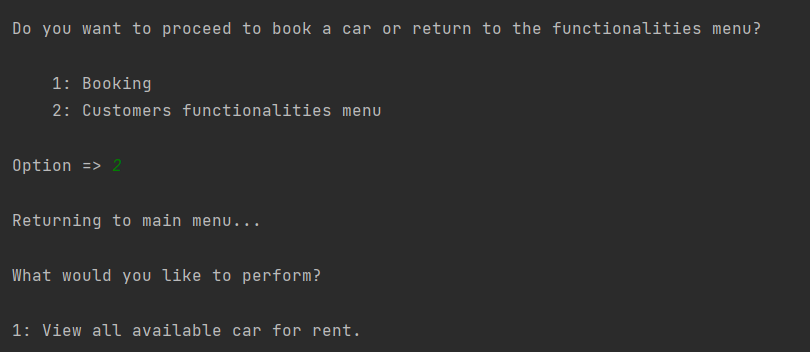 Do you want to proceed to book a car or return to the functionalities menu?
1: Booking
2: Customers functionalities menu
Option => 2
Returning to main menu...
What would you like to perform?
1: View all available car for rent.